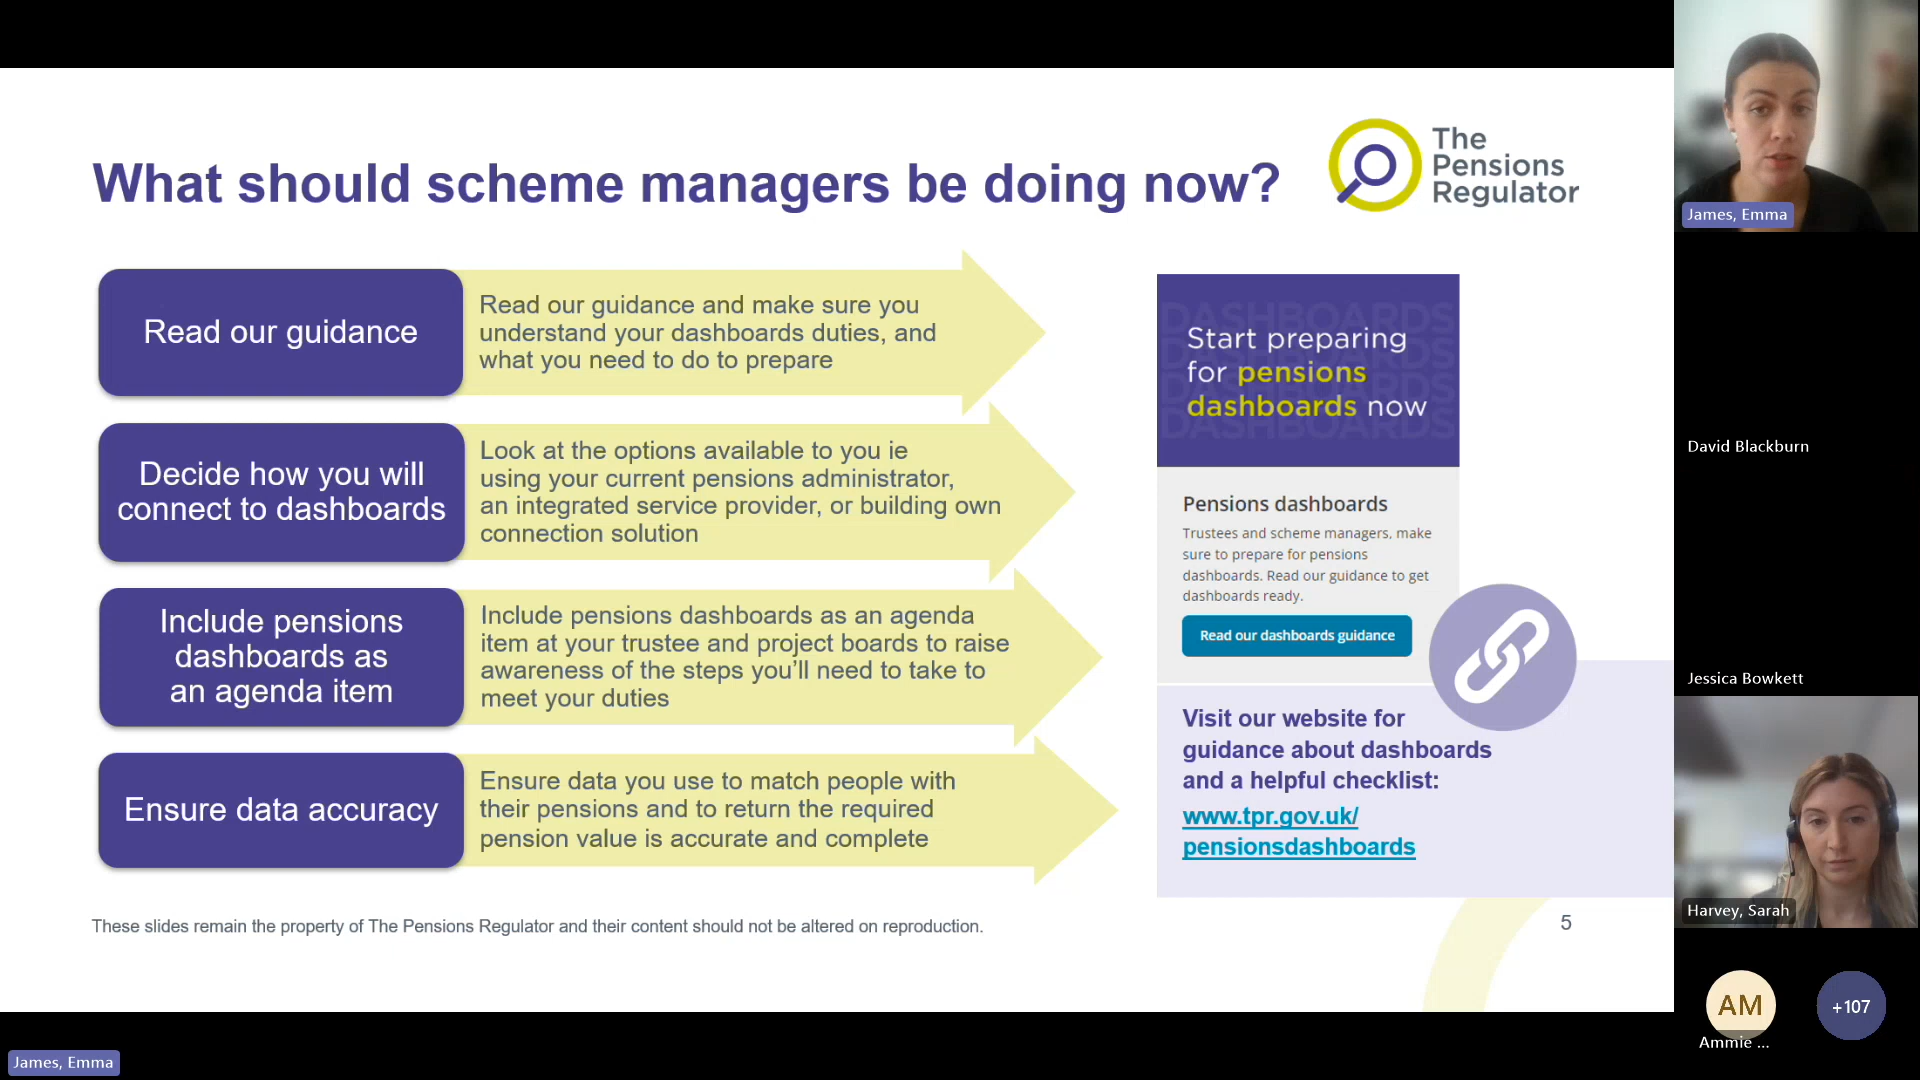 What should scheme managers be doing now?
The
Pensions
Regulator
Read our guidance
Read our guidance and make sure you
understand your dashboards duties, and
what you need to do to prepare
Decide how you will
connect to dashboards
Look at the options available to you ie
using your current pensions administrator,
an integrated service provider, or building own
connection solution
Include pensions
dashboards as
an agenda item
Include pensions dashboards as an agenda
item at your trustee and project boards to raise
awareness of the steps you’ll need to take to
meet your duties
Ensure data accuracy
Ensure data you use to match people with
their pensions and to return the required
pension value is accurate and complete
DASHBOARDS
DASHBOARDS
DASHBOARDS
DASHBOARDS
Start preparing
for pensions
dashboards now
Pensions dashboards
Trustees and scheme managers, make
sure to prepare for pensions
dashboards. Read our guidance to get
dashboards ready.
Read our dashboards guidance
Visit our website for
guidance about dashboards
and a helpful checklist:
www.tpr.gov.uk/
pensionsdashboards
These slides remain the property of The Pensions Regulator and their content should not be altered on reproduction.
5
James, Emma
David Blackburn
Jessica Bowkett
Harvey, Sarah
AM
Ammie ...
+107
James, Emma